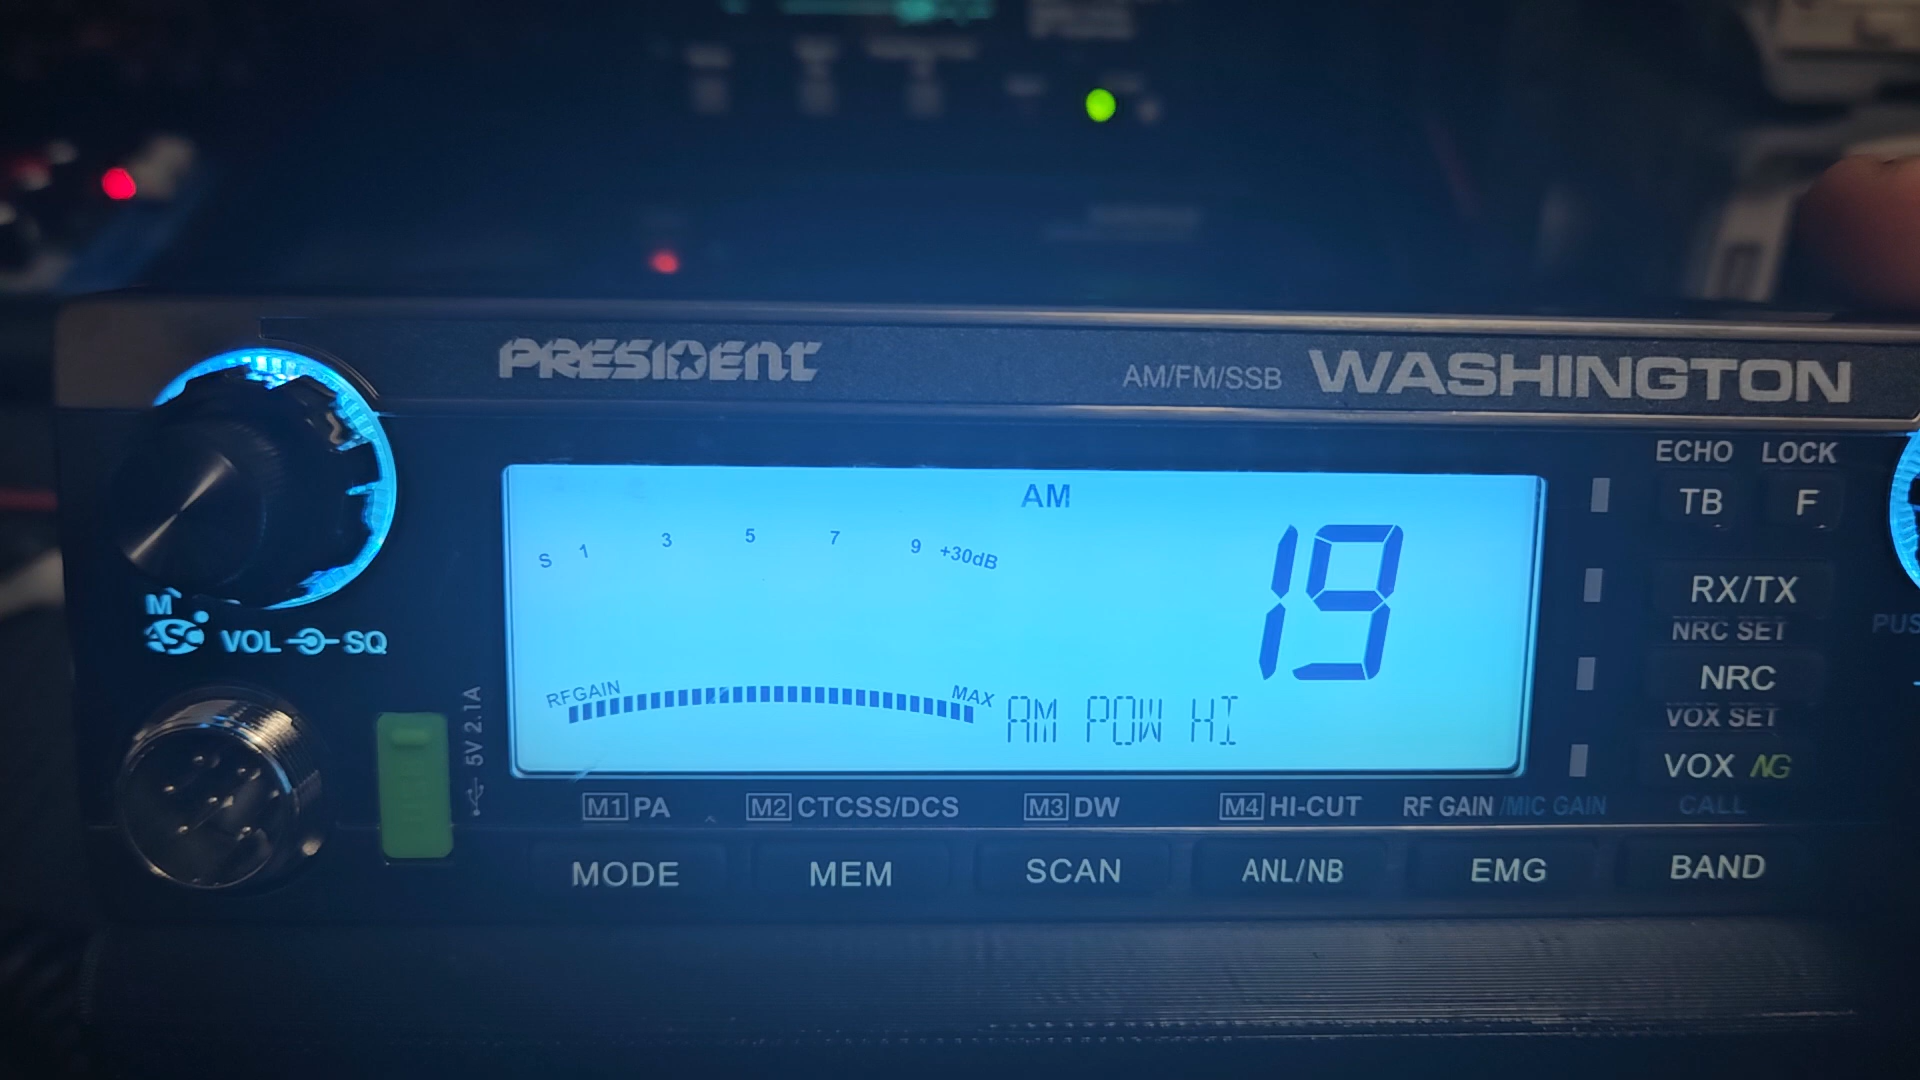 PRESIDENT
AM/FM/SSB WASHINGTON
ECHO LOCK
TB F
AM
S 1 3 5 7 9 +30dB
19
RX/TX
NRC SET
NRC
VOX SET
VOX NG
CALL
M
ASC VOL SQ
RF GAIN MAX
AM POW HI
5V 2.1A
M1 PA M2 CTCSS/DCS M3 DW M4 HI-CUT RF GAIN /MIC GAIN
MODE MEM SCAN ANL/NB EMG BAND